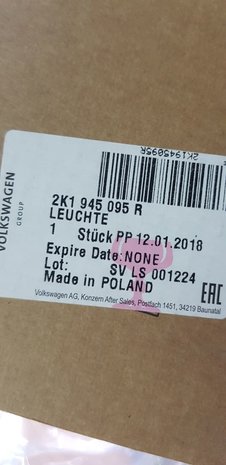 2K1945095R
VOLKSWAGEN
GROUP
2K1 945 095 R
LEUCHTE
1 Stück PP 12.01.2018
Expire Date:NONE
Lot: SV LS 001224
Made in POLAND
EAC
Volkswagen AG, Konzern After Sales, Postfach 1451, 34219 Baunatal